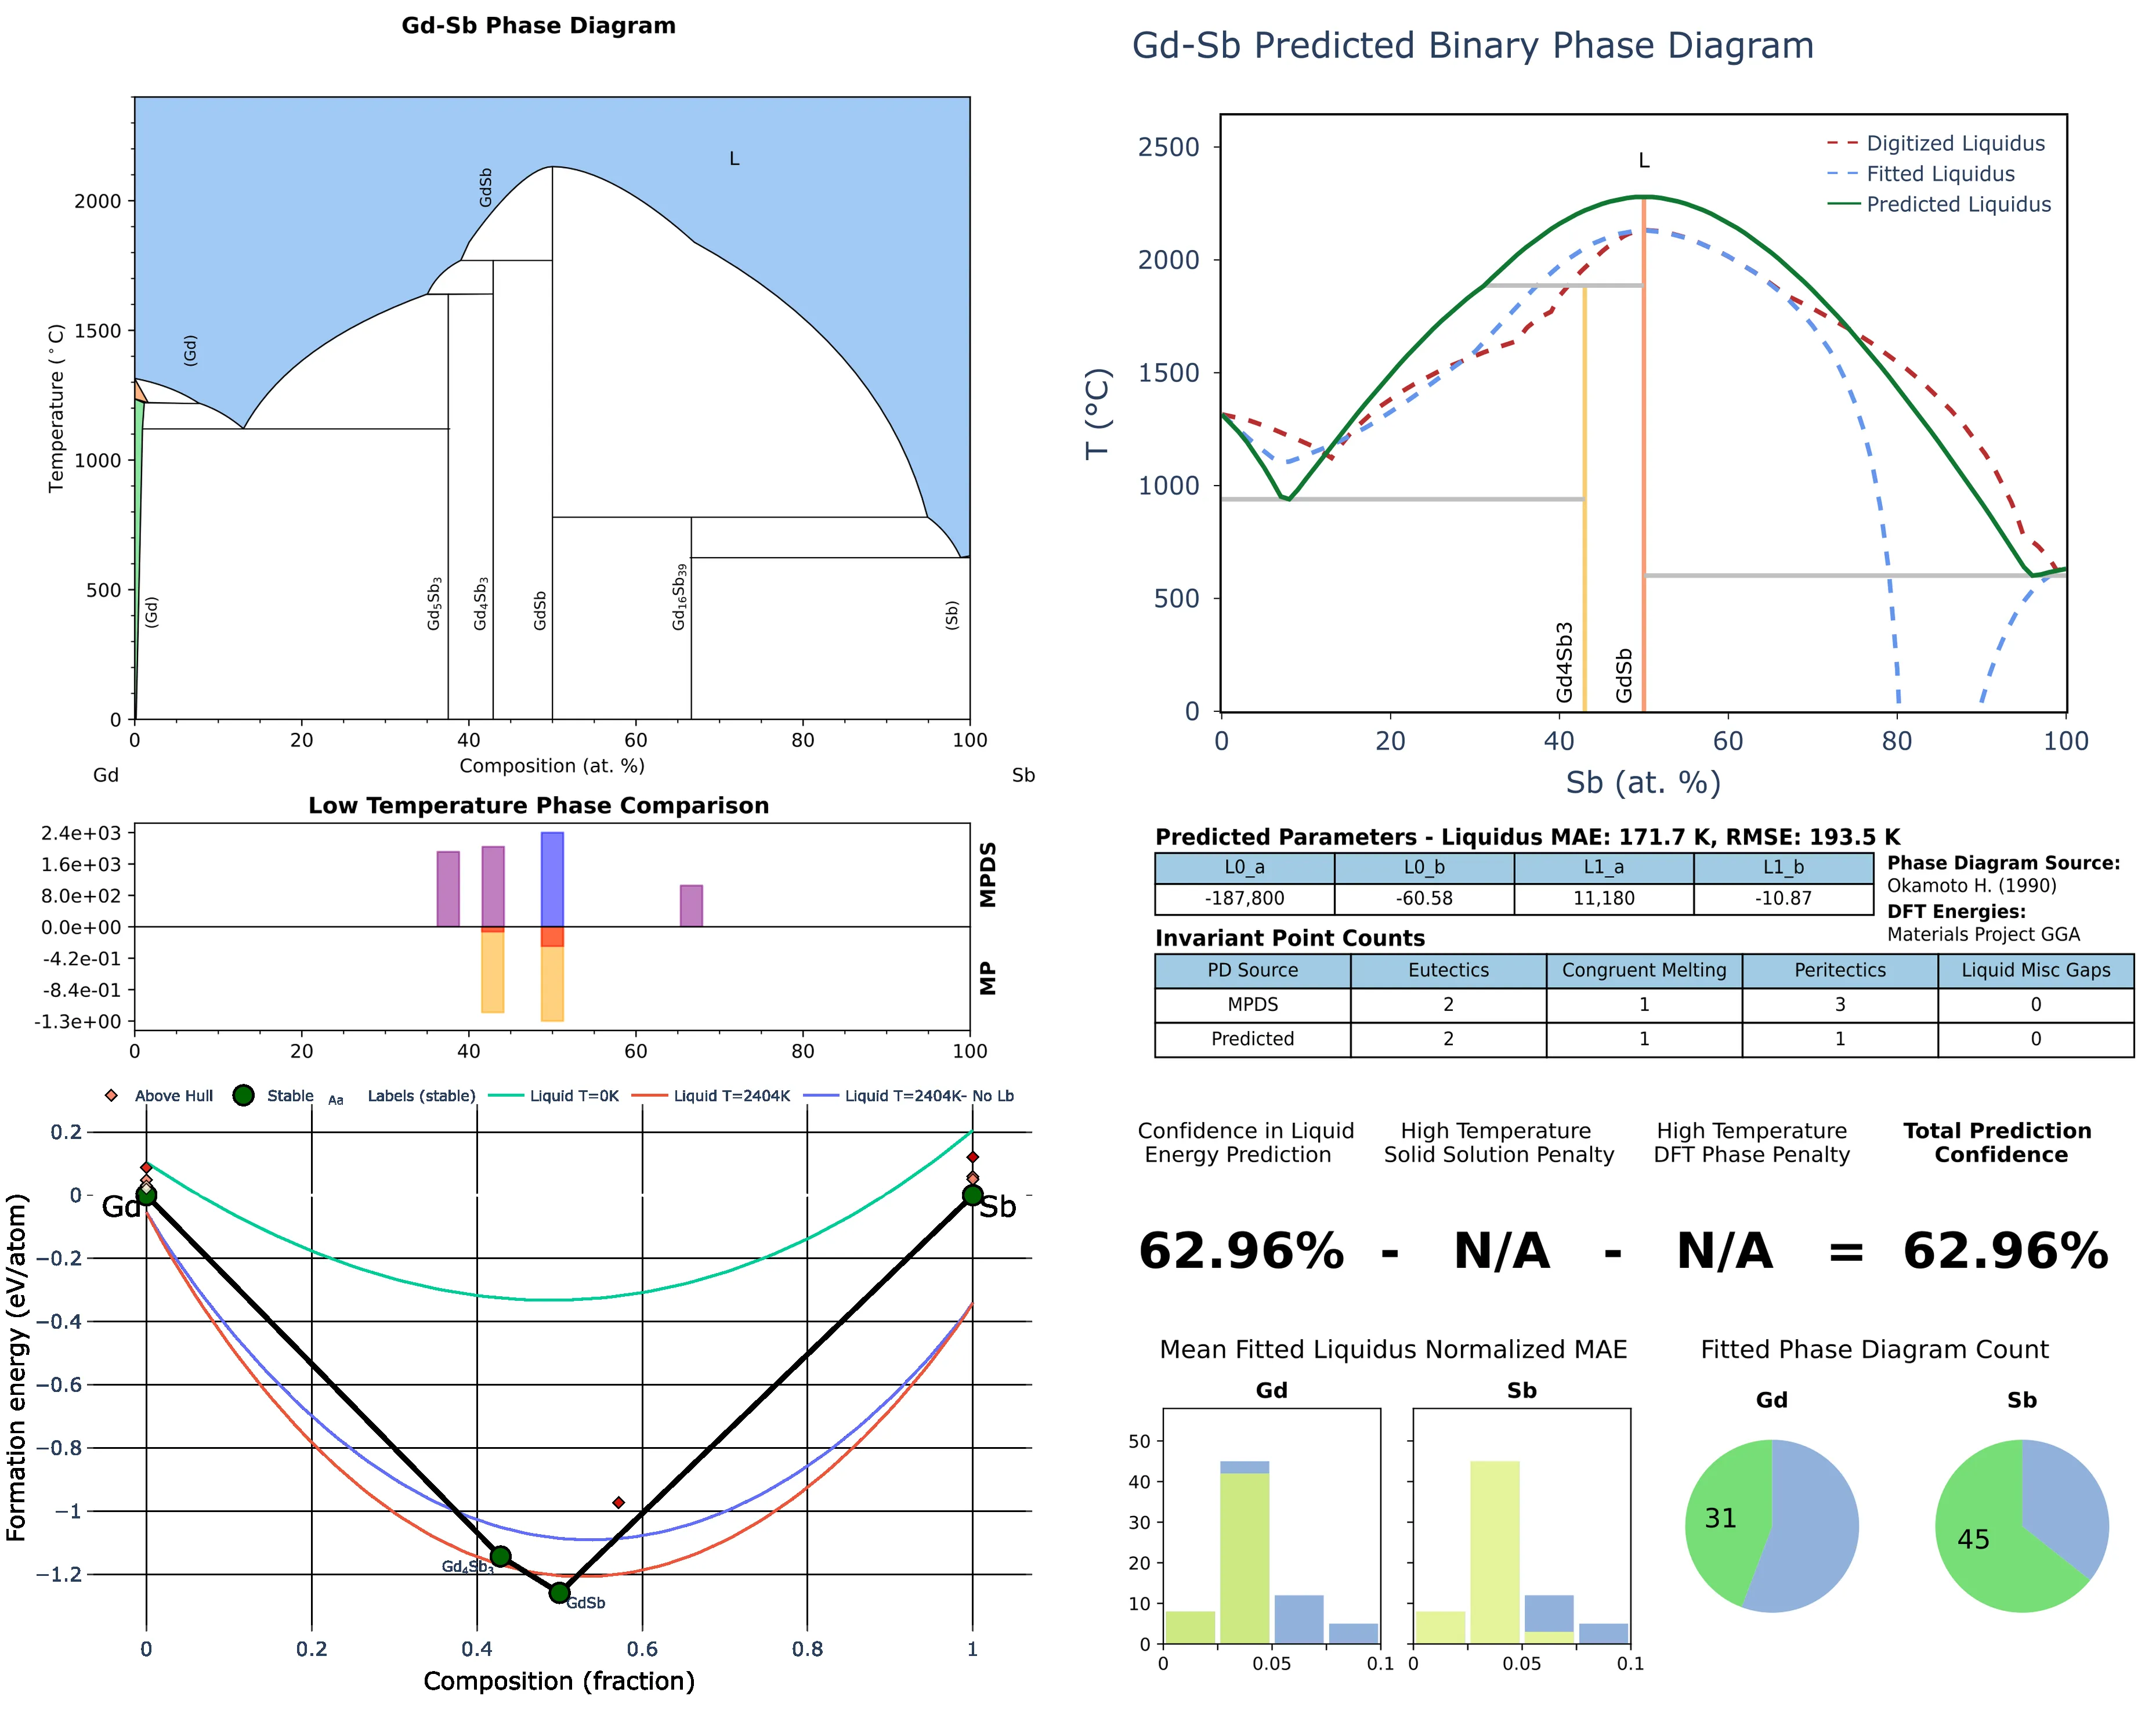 Gd-Sb Phase Diagram
Temperature (°C)
2000
1500
1000
500
0
L
GdSb
(Gd)
(Gd)
Gd5Sb3
Gd4Sb3
GdSb
Gd16Sb39
(Sb)
0 20 40 60 80 100
Composition (at. %)
Gd Sb
Low Temperature Phase Comparison
2.4e+03
1.6e+03
8.0e+02
0.0e+00
-4.2e-01
-8.4e-01
-1.3e+00
MPDS
MP
0 20 40 60 80 100
Above Hull Stable Aa Labels (stable) Liquid T=0K Liquid T=2404K Liquid T=2404K- No Lb
Formation energy (eV/atom)
0.2
0
−0.2
−0.4
−0.6
−0.8
−1
−1.2
Gd
Sb
Gd4Sb3
GdSb
0 0.2 0.4 0.6 0.8 1
Composition (fraction)
Gd-Sb Predicted Binary Phase Diagram
T (°C)
2500
2000
1500
1000
500
0
L
Digitized Liquidus
Fitted Liquidus
Predicted Liquidus
Gd4Sb3
GdSb
0 20 40 60 80 100
Sb (at. %)
Predicted Parameters - Liquidus MAE: 171.7 K, RMSE: 193.5 K
L0_a L0_b L1_a L1_b
-187,800 -60.58 11,180 -10.87
Phase Diagram Source:
Okamoto H. (1990)
DFT Energies:
Materials Project GGA
Invariant Point Counts
PD Source Eutectics Congruent Melting Peritectics Liquid Misc Gaps
MPDS 2 1 3 0
Predicted 2 1 1 0
Confidence in Liquid
Energy Prediction
High Temperature
Solid Solution Penalty
High Temperature
DFT Phase Penalty
Total Prediction
Confidence
62.96% - N/A - N/A = 62.96%
Mean Fitted Liquidus Normalized MAE
Gd Sb
50
40
30
20
10
0
0 0.05 0.1
0 0.05 0.1
Fitted Phase Diagram Count
Gd Sb
31
45